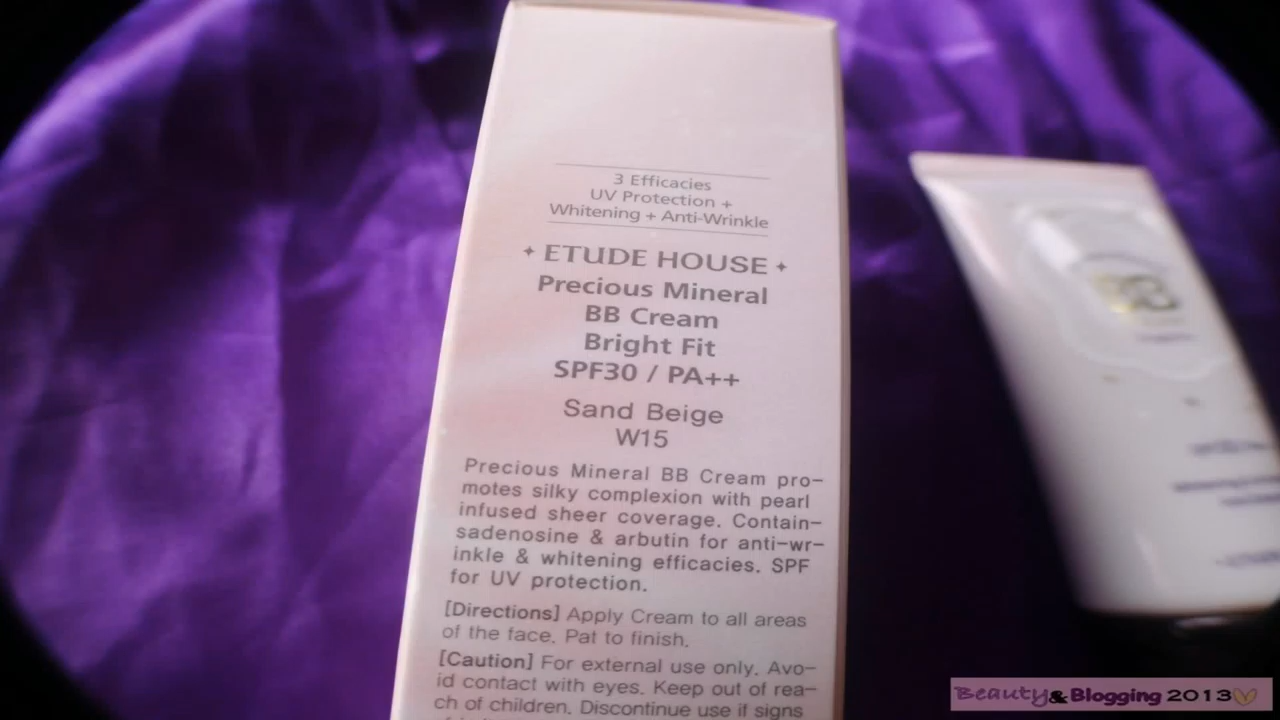 3 Efficacies
UV Protection +
Whitening + Anti-Wrinkle
ETUDE HOUSE
Precious Mineral
BB Cream
Bright Fit
SPF30 / PA++
Sand Beige
W15
Precious Mineral BB Cream pro-
motes silky complexion with pearl
infused sheer coverage. Contain-
sadenosine & arbutin for anti-wr-
inkle & whitening efficacies. SPF
for UV protection.
[Directions] Apply Cream to all areas
of the face. Pat to finish.
[Caution] For external use only. Avo-
id contact with eyes. Keep out of rea-
ch of children. Discontinue use if signs
BB
Beauty&Blogging 2013